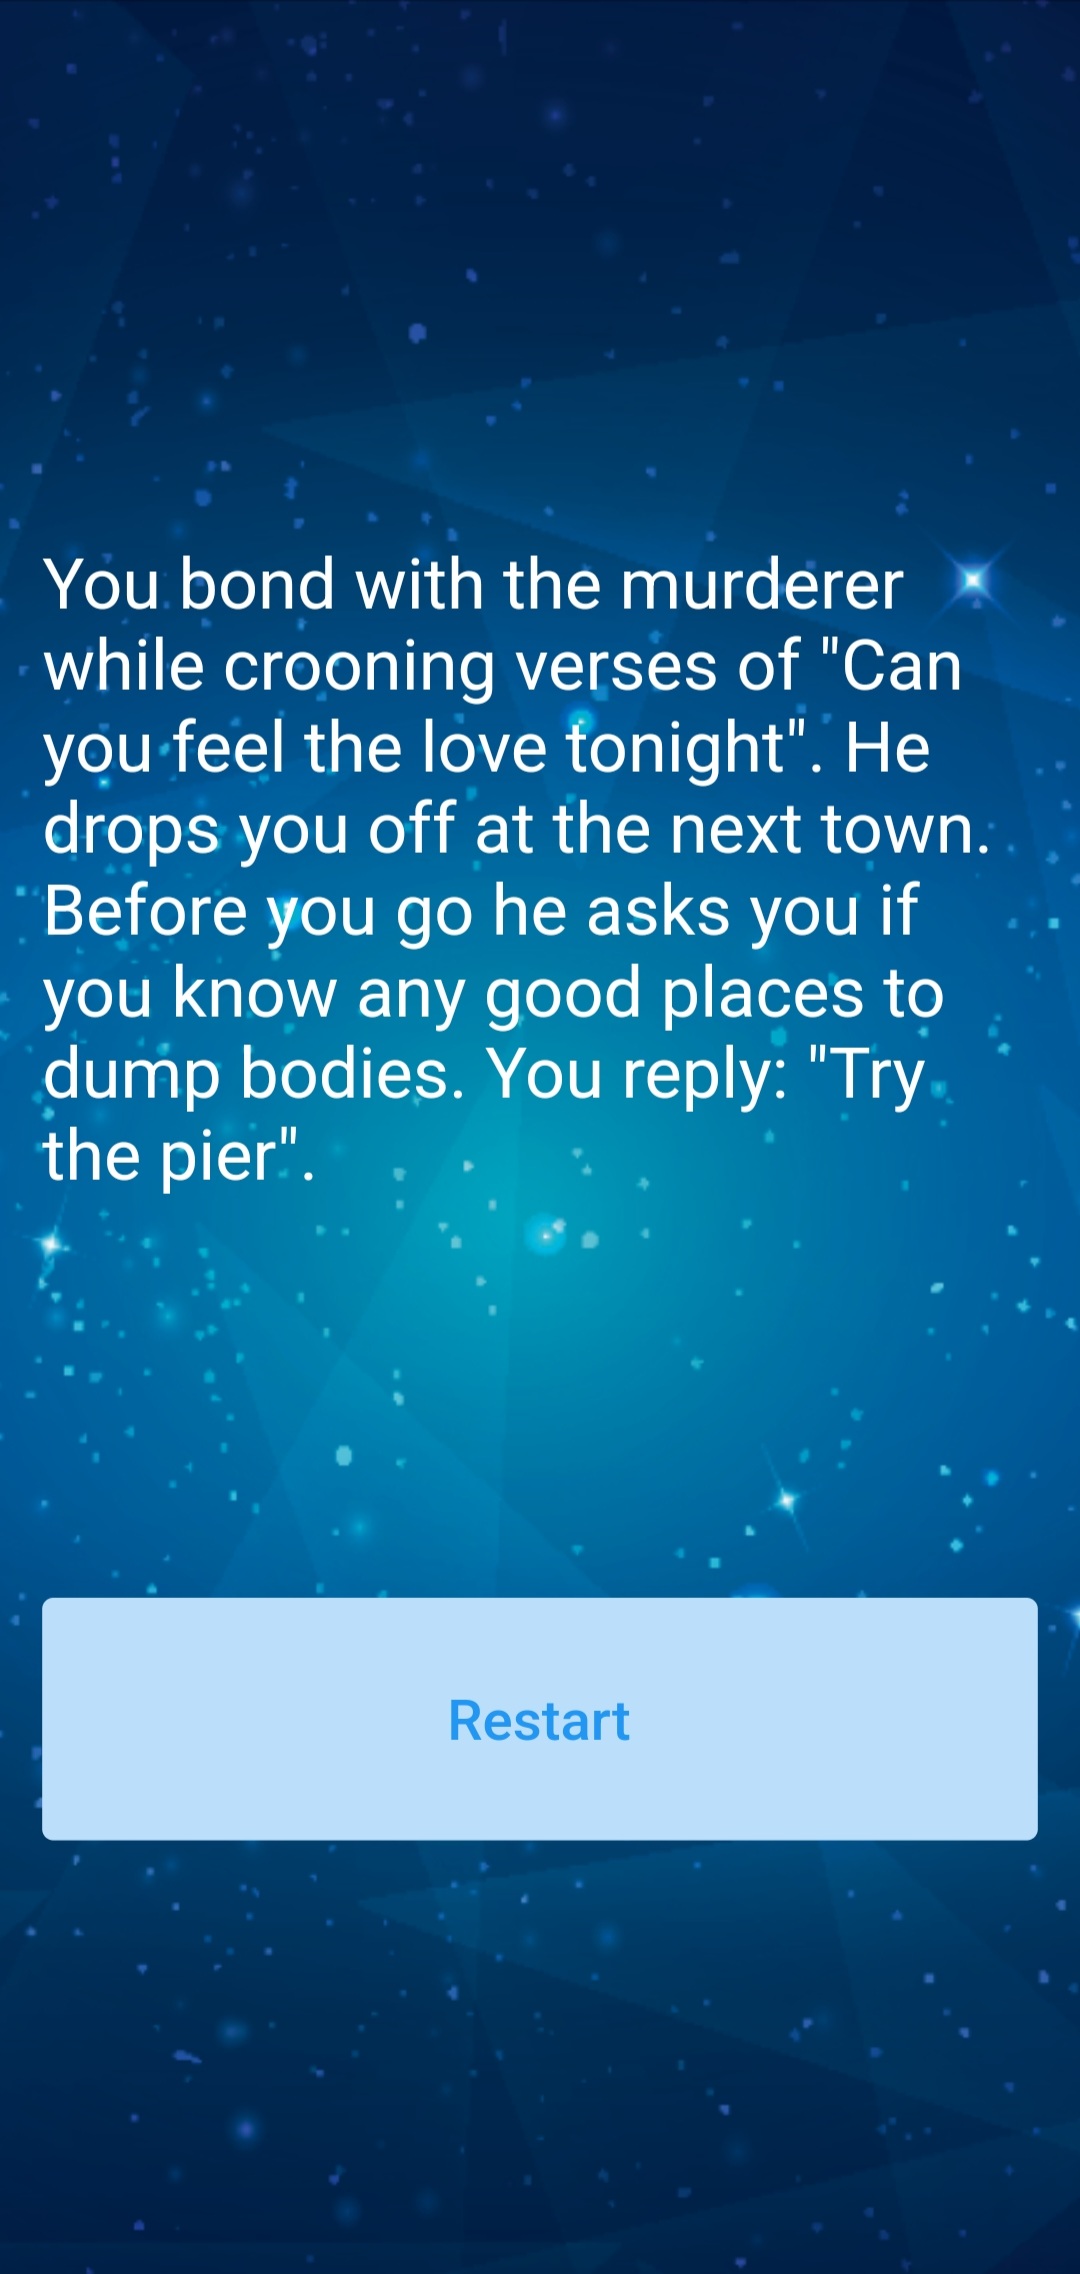 You bond with the murderer
while crooning verses of "Can
you feel the love tonight". He
drops you off at the next town.
Before you go he asks you if
you know any good places to
dump bodies. You reply: "Try
the pier".
Restart